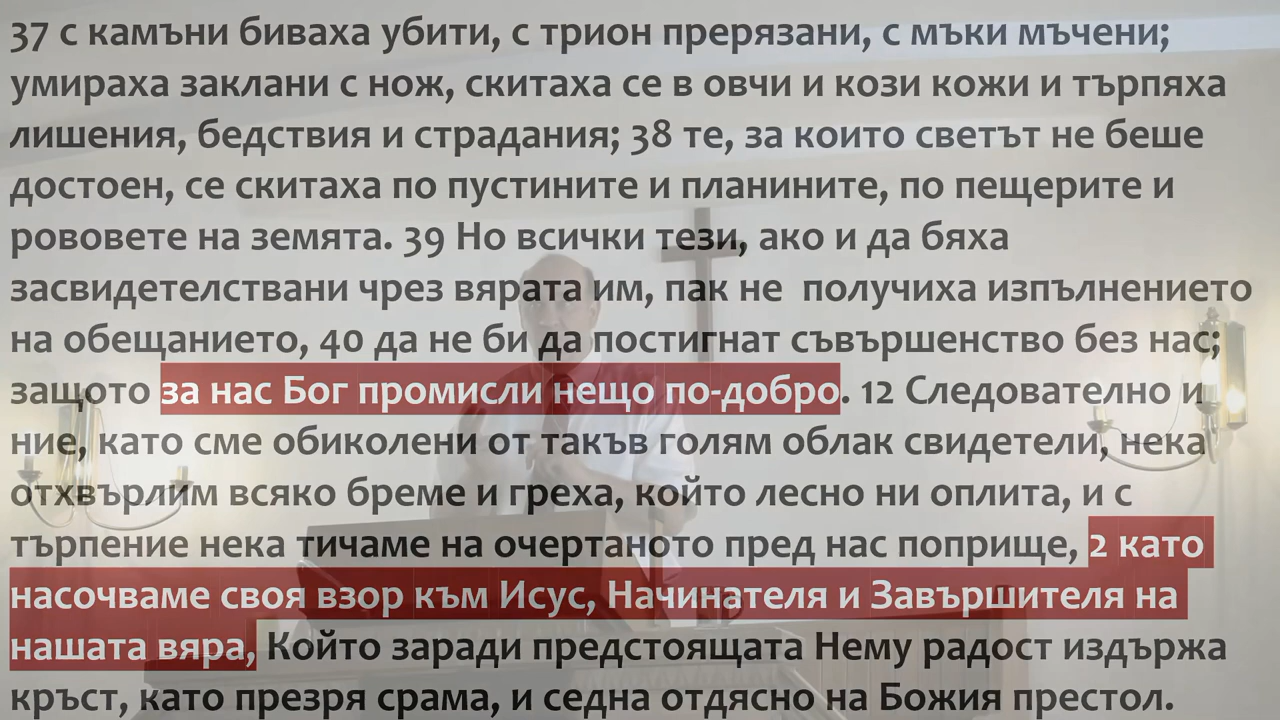 37 с камъни биваха убити, с трион прерязани, с мъки мъчени;
умираха заклани с нож, скитаха се в овчи и кози кожи и търпяха
лишения, бедствия и страдания; 38 те, за които светът не беше
достоен, се скитаха по пустините и планините, по пещерите и
рововете на земята. 39 Но всички тези, ако и да бяха
засвидетелствани чрез вярата им, пак не получиха изпълнението
на обещанието, 40 да не би да постигнат съвършенство без нас;
защото за нас Бог промисли нещо по-добро. 12 Следователно и
ние, като сме обиколени от такъв голям облак свидетели, нека
отхвърлим всяко бреме и греха, който лесно ни оплита, и с
търпение нека тичаме на очертаното пред нас поприще, 2 като
насочваме своя взор към Исус, Начинателя и Завършителя на
нашата вяра, Който заради предстоящата Нему радост издържа
кръст, като презря срама, и седна отдясно на Божия престол.